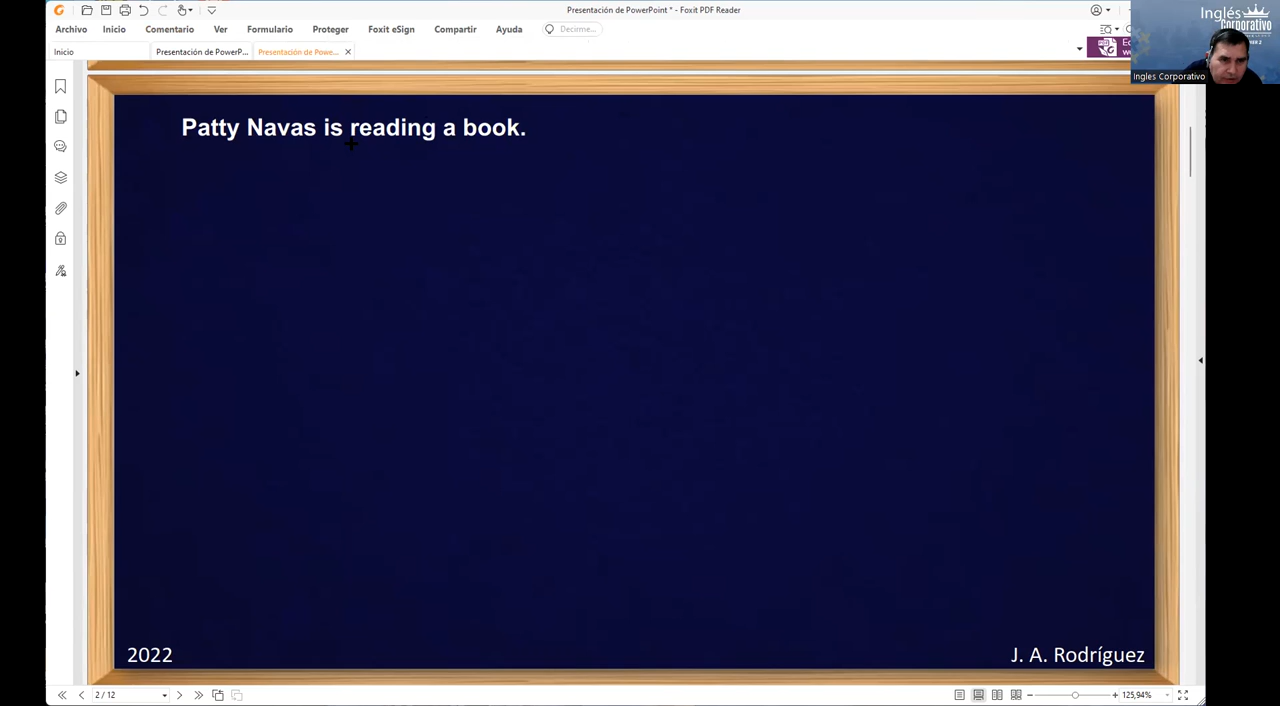 Presentación de PowerPoint * - Foxit PDF Reader
Archivo
Inicio
Comentario
Ver
Formulario
Proteger
Foxit eSign
Compartir
Ayuda
Decirme...
Inicio
Presentación de PowerP...
Presentación de Powe...
Inglés
Corporativo
Ingles Corporativo
Patty Navas is reading a book.
2022
J. A. Rodríguez
2 / 12
125,94%